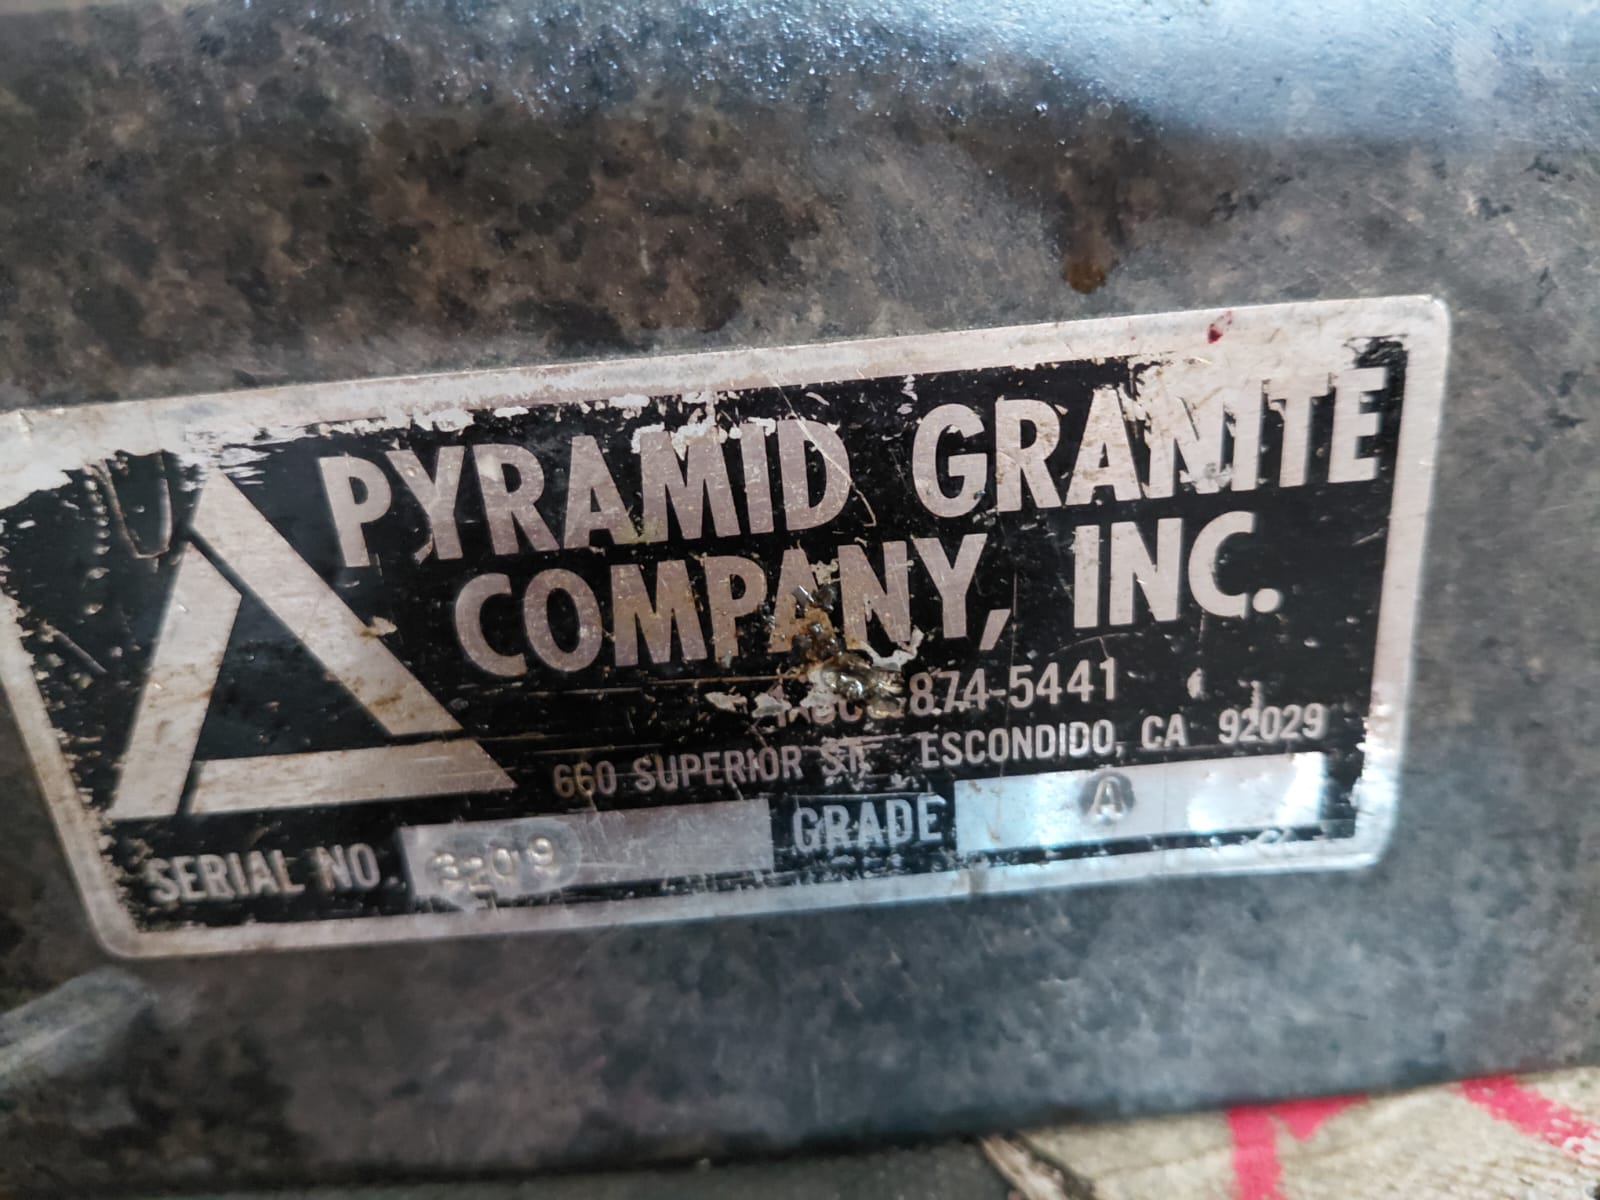 PYRAMID GRANITE
COMPANY, INC.
874-5441
660 SUPERIOR ST. ESCONDIDO, CA 92029
SERIAL NO. GRADE A